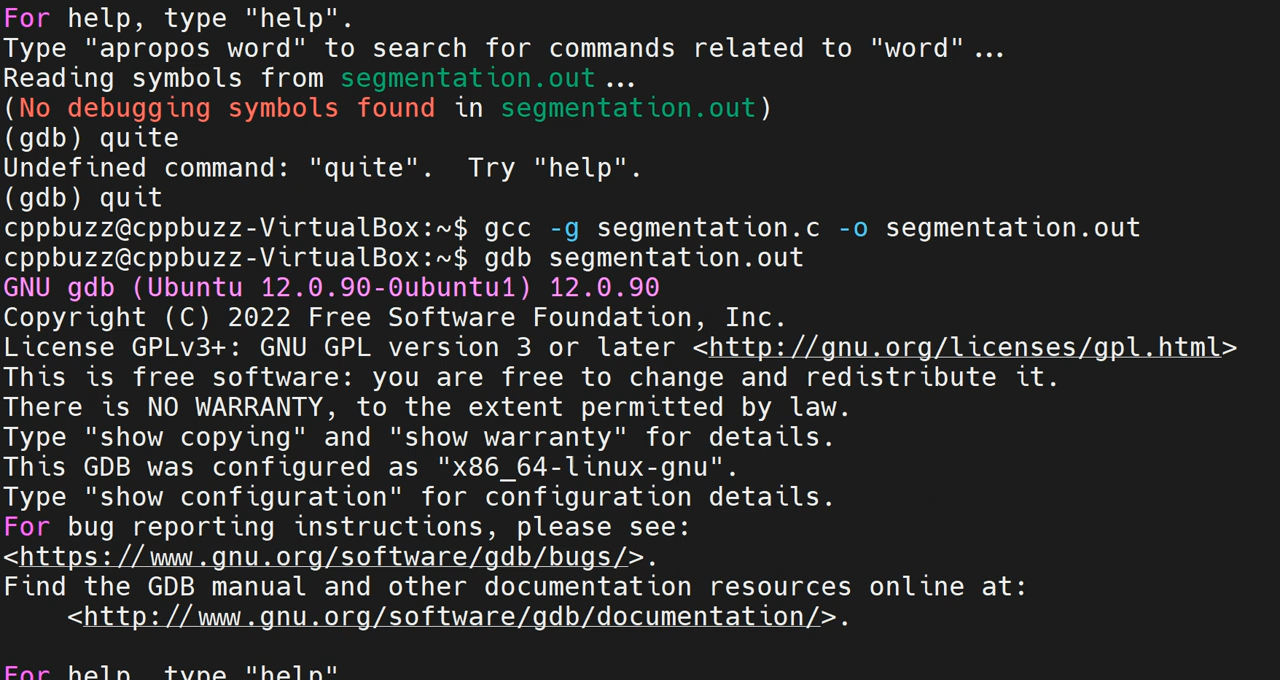 For help, type "help".
Type "apropos word" to search for commands related to "word"...
Reading symbols from segmentation.out...
(No debugging symbols found in segmentation.out)
(gdb) quite
Undefined command: "quite".  Try "help".
(gdb) quit
cppbuzz@cppbuzz-VirtualBox:~$ gcc -g segmentation.c -o segmentation.out
cppbuzz@cppbuzz-VirtualBox:~$ gdb segmentation.out
GNU gdb (Ubuntu 12.0.90-0ubuntu1) 12.0.90
Copyright (C) 2022 Free Software Foundation, Inc.
License GPLv3+: GNU GPL version 3 or later <http://gnu.org/licenses/gpl.html>
This is free software: you are free to change and redistribute it.
There is NO WARRANTY, to the extent permitted by law.
Type "show copying" and "show warranty" for details.
This GDB was configured as "x86_64-linux-gnu".
Type "show configuration" for configuration details.
For bug reporting instructions, please see:
<https://www.gnu.org/software/gdb/bugs/>.
Find the GDB manual and other documentation resources online at:
    <http://www.gnu.org/software/gdb/documentation/>.

For help, type "help"